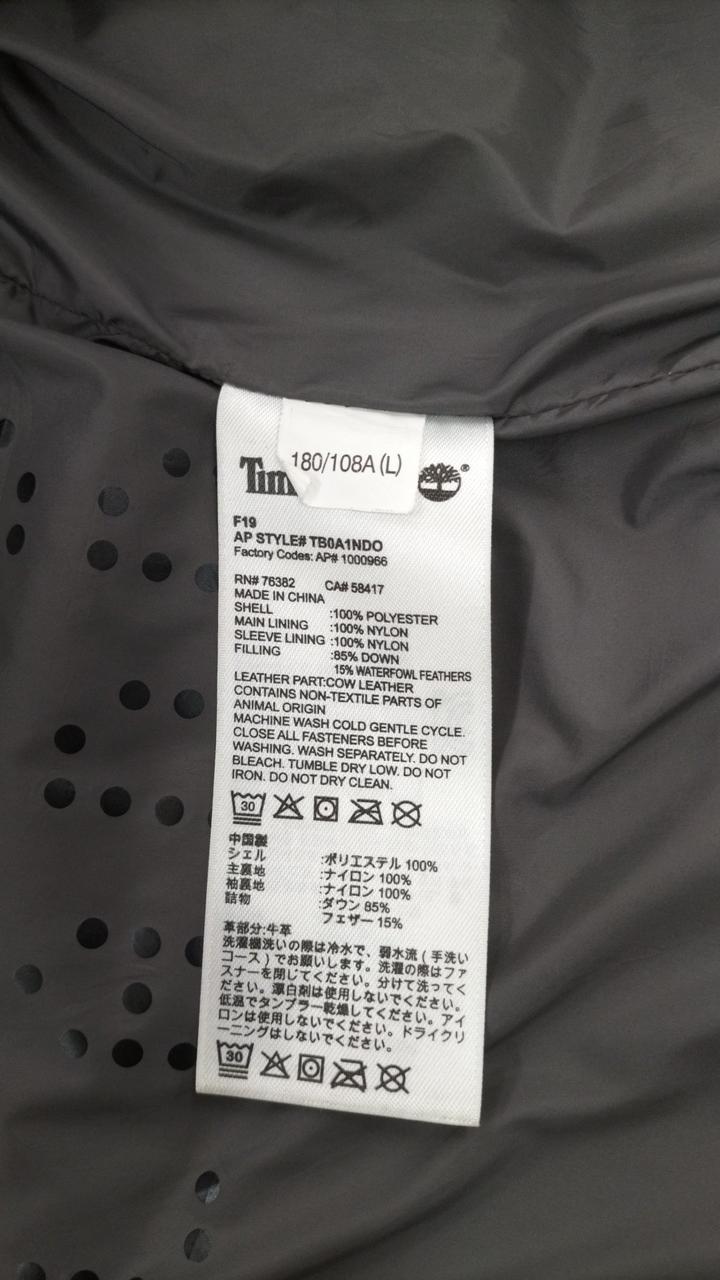 180/108A (L)
Tim
®
F19
AP STYLE# TB0A1NDO
Factory Codes: AP# 1000966
RN# 76382 CA# 58417
MADE IN CHINA
SHELL :100% POLYESTER
MAIN LINING :100% NYLON
SLEEVE LINING :100% NYLON
FILLING :85% DOWN
15% WATERFOWL FEATHERS
LEATHER PART:COW LEATHER
CONTAINS NON-TEXTILE PARTS OF
ANIMAL ORIGIN
MACHINE WASH COLD GENTLE CYCLE.
CLOSE ALL FASTENERS BEFORE
WASHING. WASH SEPARATELY. DO NOT
BLEACH. TUMBLE DRY LOW. DO NOT
IRON. DO NOT DRY CLEAN.
30
中国製
シェル :ポリエステル 100%
主裏地 :ナイロン 100%
袖裏地 :ナイロン 100%
詰物 :ダウン 85%
フェザー 15%
革部分:牛革
洗濯機洗いの際は冷水で、弱水流 ( 手洗い
コース ) でお願いします。洗濯の際はファ
スナーを閉じてください。分けて洗ってく
ださい。漂白剤は使用しないでください。
低温でタンブラー乾燥してください。アイ
ロンは使用しないでください。ドライクリ
ーニングはしないでください。
30